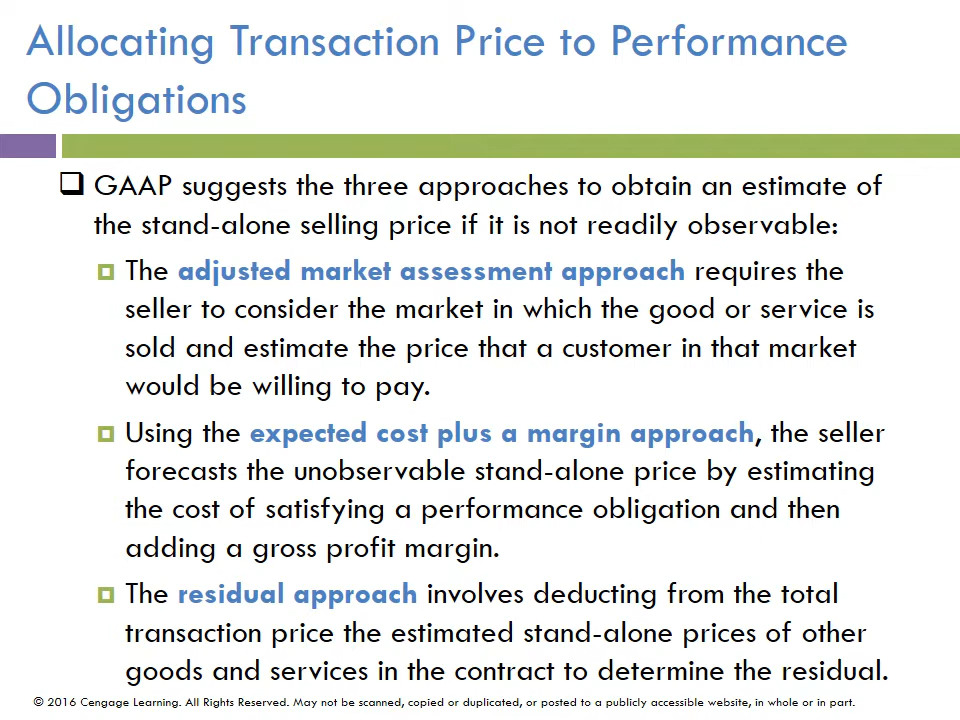 Allocating Transaction Price to Performance
Obligations
GAAP suggests the three approaches to obtain an estimate of
the stand-alone selling price if it is not readily observable:
The adjusted market assessment approach requires the
seller to consider the market in which the good or service is
sold and estimate the price that a customer in that market
would be willing to pay.
Using the expected cost plus a margin approach, the seller
forecasts the unobservable stand-alone price by estimating
the cost of satisfying a performance obligation and then
adding a gross profit margin.
The residual approach involves deducting from the total
transaction price the estimated stand-alone prices of other
goods and services in the contract to determine the residual.
© 2016 Cengage Learning. All Rights Reserved. May not be scanned, copied or duplicated, or posted to a publicly accessible website, in whole or in part.